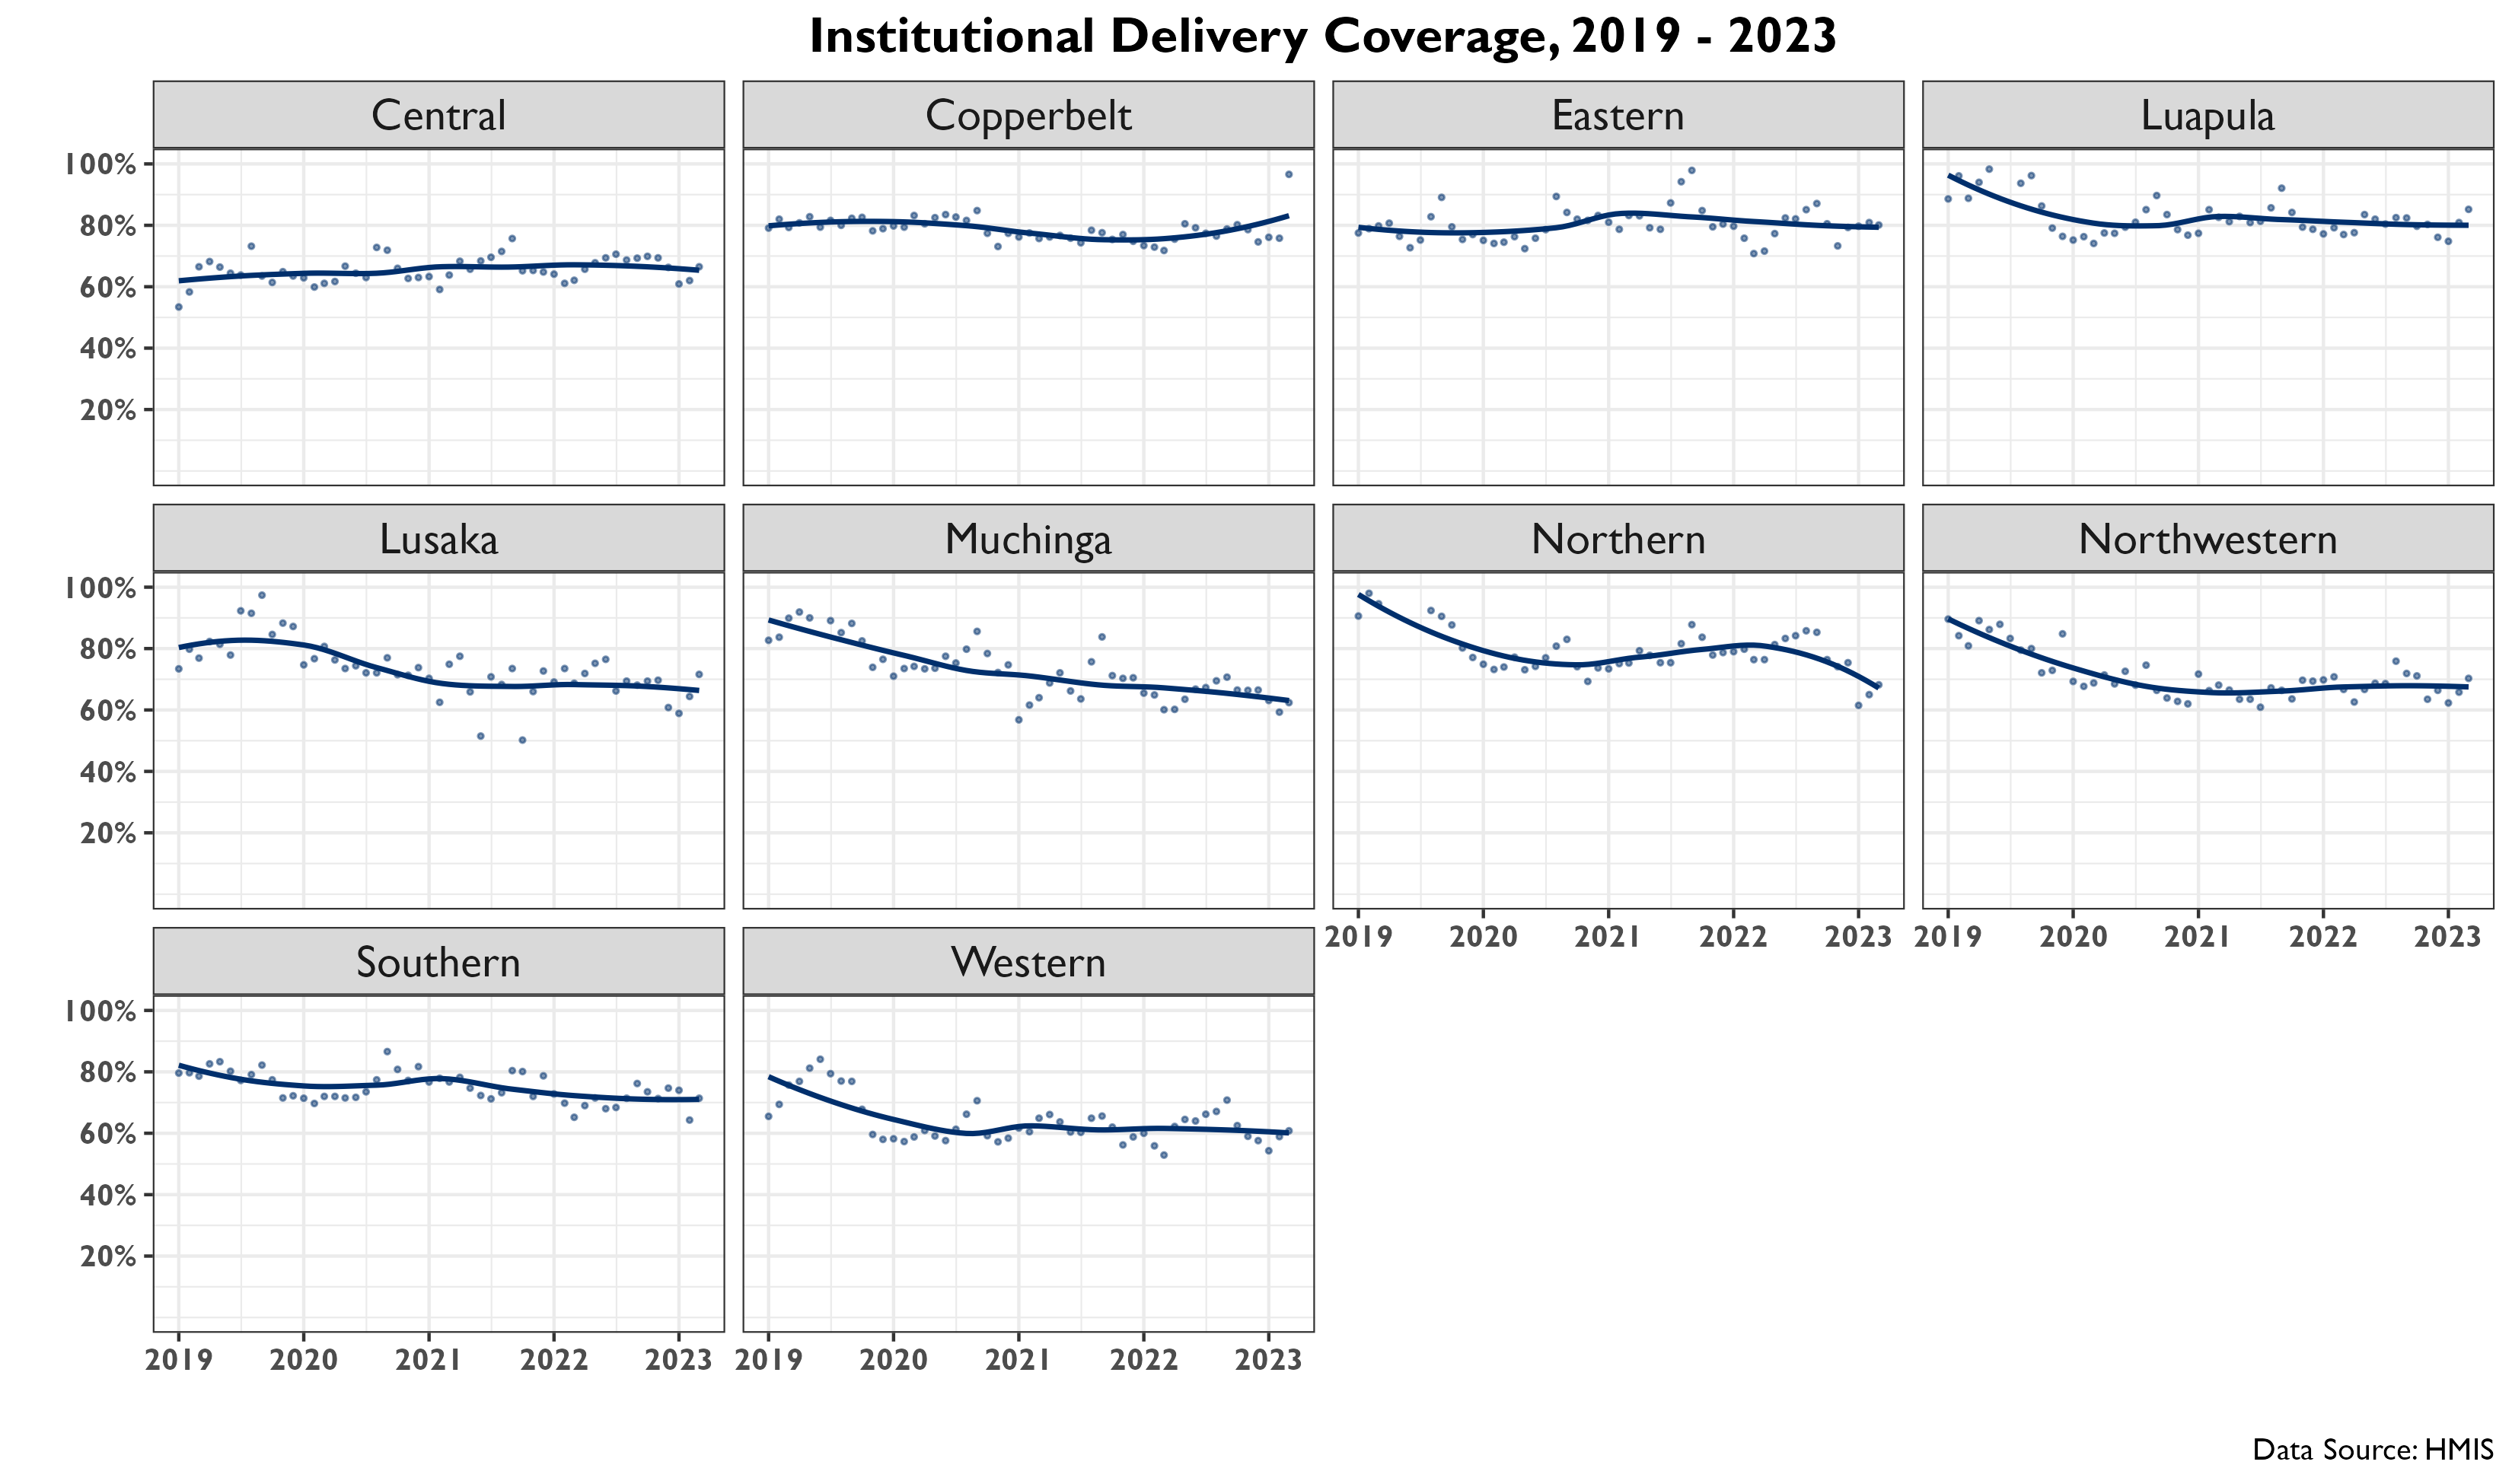 Institutional Delivery Coverage, 2019 - 2023
Central Copperbelt Eastern Luapula
100%
80%
60%
40%
20%
Lusaka Muchinga Northern Northwestern
100%
80%
60%
40%
20%
2019 2020 2021 2022 2023 2019 2020 2021 2022 2023
Southern Western
100%
80%
60%
40%
20%
2019 2020 2021 2022 2023 2019 2020 2021 2022 2023
Data Source: HMIS